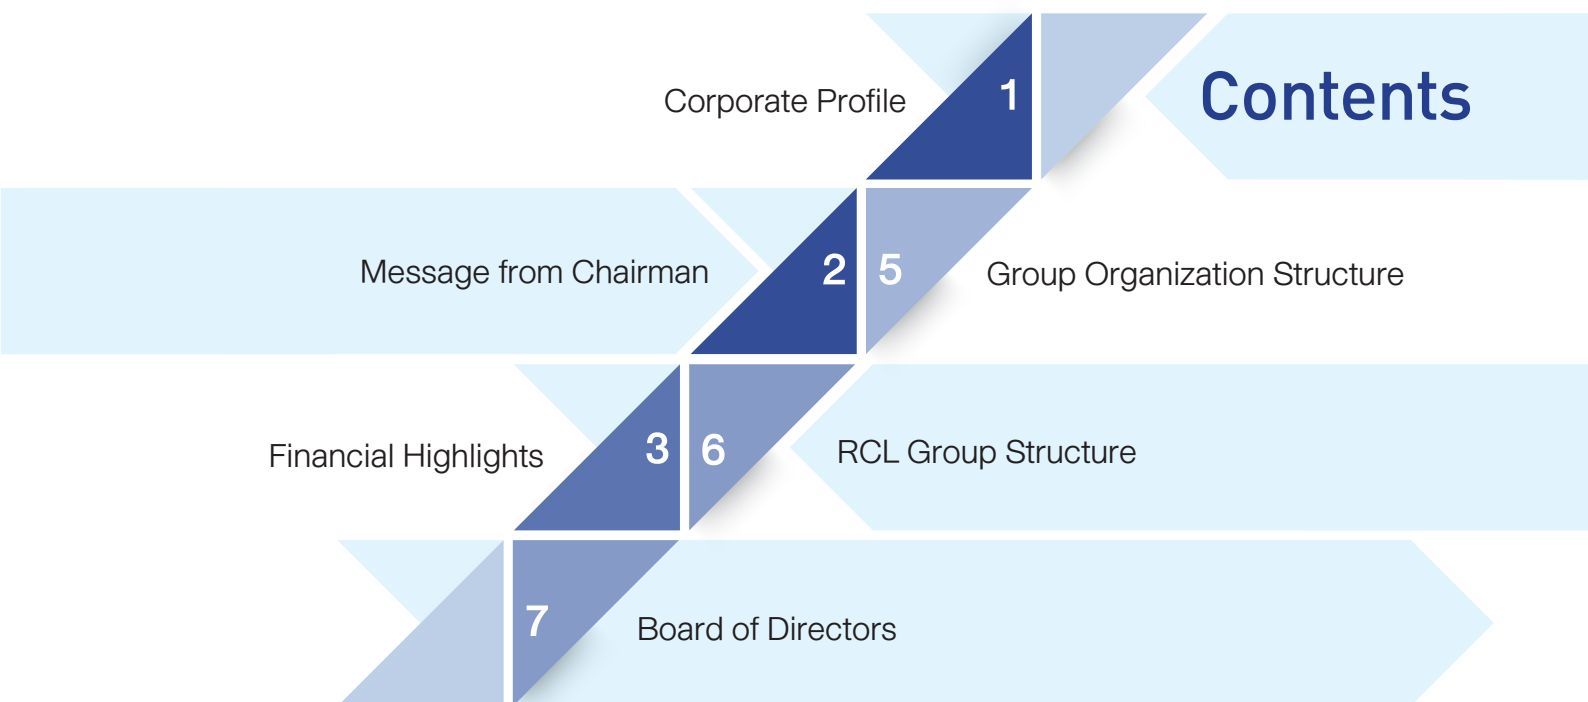 Contents
Corporate Profile 1
Message from Chairman 2
5 Group Organization Structure
Financial Highlights 3
6 RCL Group Structure
7 Board of Directors